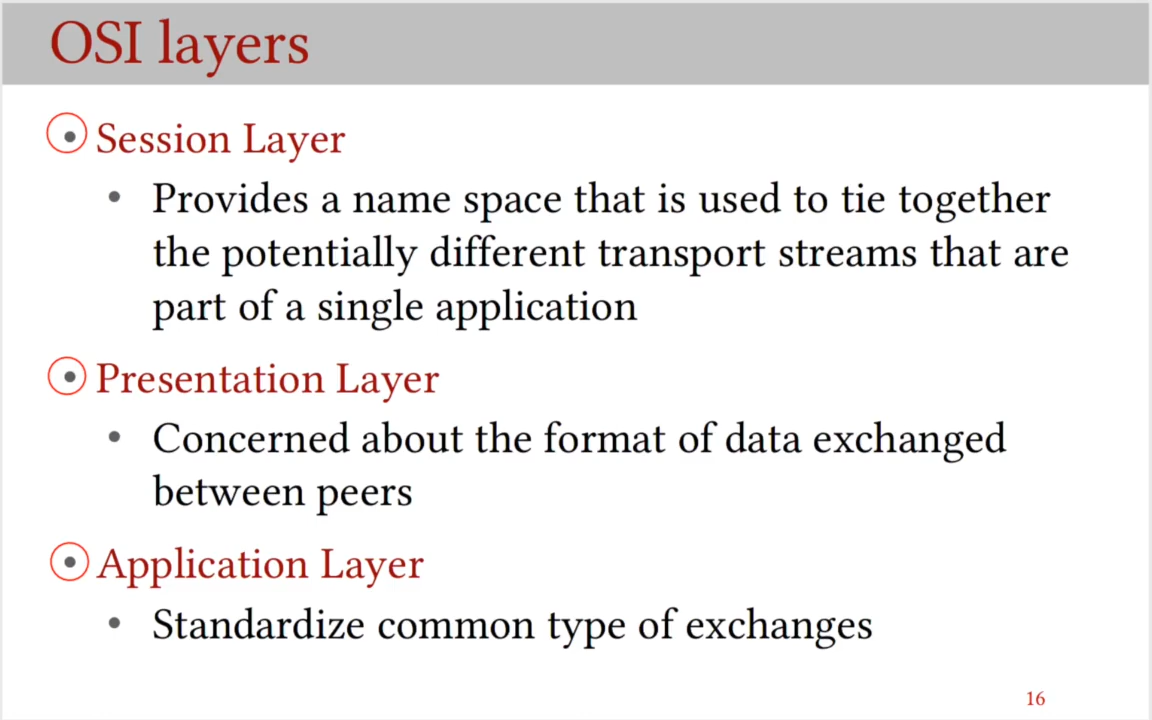 OSI layers
• Session Layer
• Provides a name space that is used to tie together
the potentially different transport streams that are
part of a single application
• Presentation Layer
• Concerned about the format of data exchanged
between peers
• Application Layer
• Standardize common type of exchanges
16